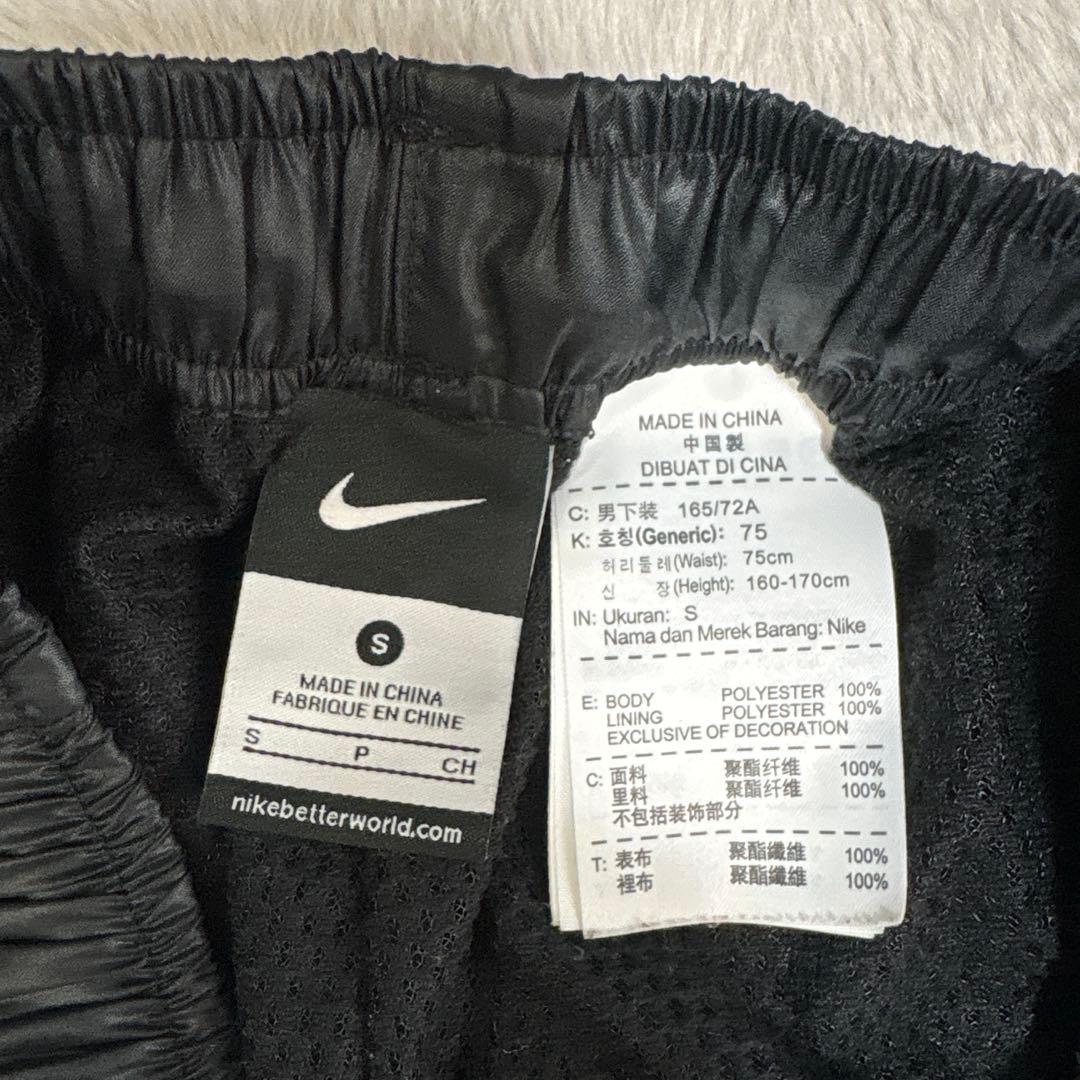 S
MADE IN CHINA
FABRIQUE EN CHINE
S P CH
nikebetterworld.com
MADE IN CHINA
中国製
DIBUAT DI CINA
C: 男下装 165/72A
K: 호칭(Generic): 75
허리둘레(Waist): 75cm
신 장(Height): 160-170cm
IN: Ukuran: S
Nama dan Merek Barang: Nike
E: BODY POLYESTER 100%
LINING POLYESTER 100%
EXCLUSIVE OF DECORATION
C: 面料 聚酯纤维 100%
里料 聚酯纤维 100%
不包括装饰部分
T: 表布 聚酯纖維 100%
裡布 聚酯纖維 100%